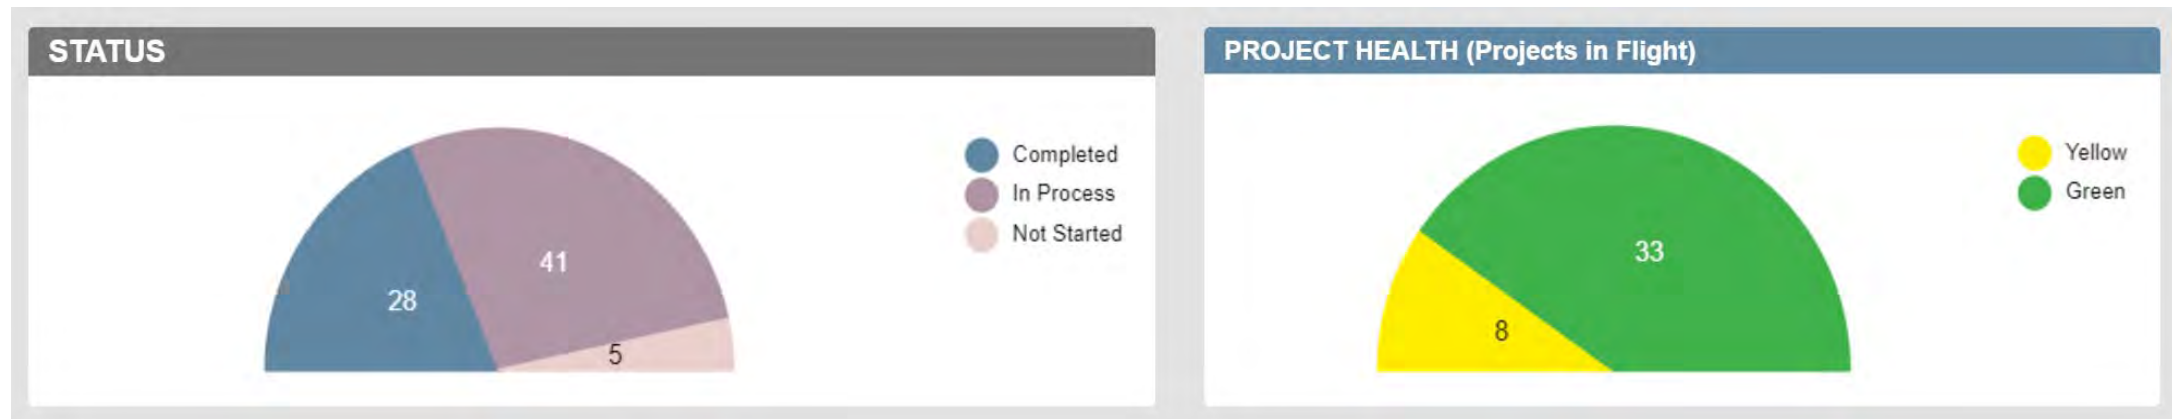 STATUS
Completed
In Process
Not Started
41
28
5
PROJECT HEALTH (Projects in Flight)
Yellow
Green
33
8